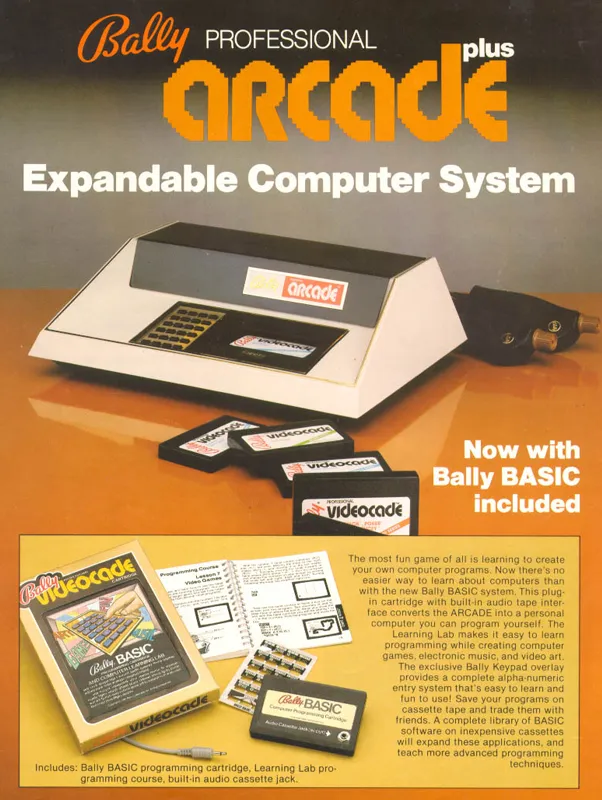 Bally PROFESSIONAL
arcade plus
Expandable Computer System
arcade
videocade
videocade
videocade
PROFESSIONAL
videocade
Now with
Bally BASIC
included
The most fun game of all is learning to create
your own computer programs. Now there's no
easier way to learn about computers than
with the new Bally BASIC system. This plug-
in cartridge with built-in audio tape inter-
face converts the ARCADE into a personal
computer you can program yourself. The
Learning Lab makes it easy to learn
programming while creating computer
games, electronic music, and video art.
The exclusive Bally Keypad overlay
provides a complete alpha-numeric
entry system that's easy to learn and
fun to use! Save your programs on
cassette tape and trade them with
friends. A complete library of BASIC
software on inexpensive cassettes
will expand these applications, and
teach more advanced programming
techniques.
Bally
videocade
CARTRIDGE
Bally BASIC
AND COMPUTER LEARNING LAB
videocade
Programming Course
Lesson 7
Video Games
Bally BASIC
Computer Programming Cartridge
Includes: Bally BASIC programming cartridge, Learning Lab pro-
gramming course, built-in audio cassette jack.